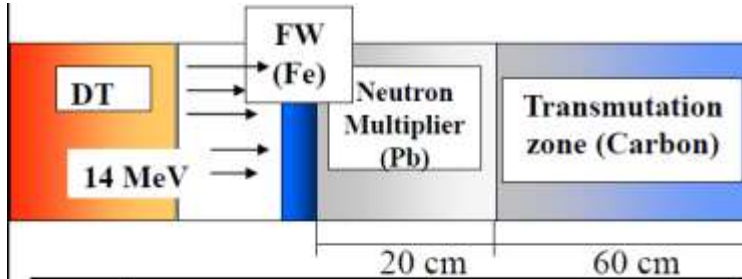 FW
(Fe)
DT
14 MeV
Neutron
Multiplier
(Pb)
Transmutation
zone (Carbon)
20 cm
60 cm